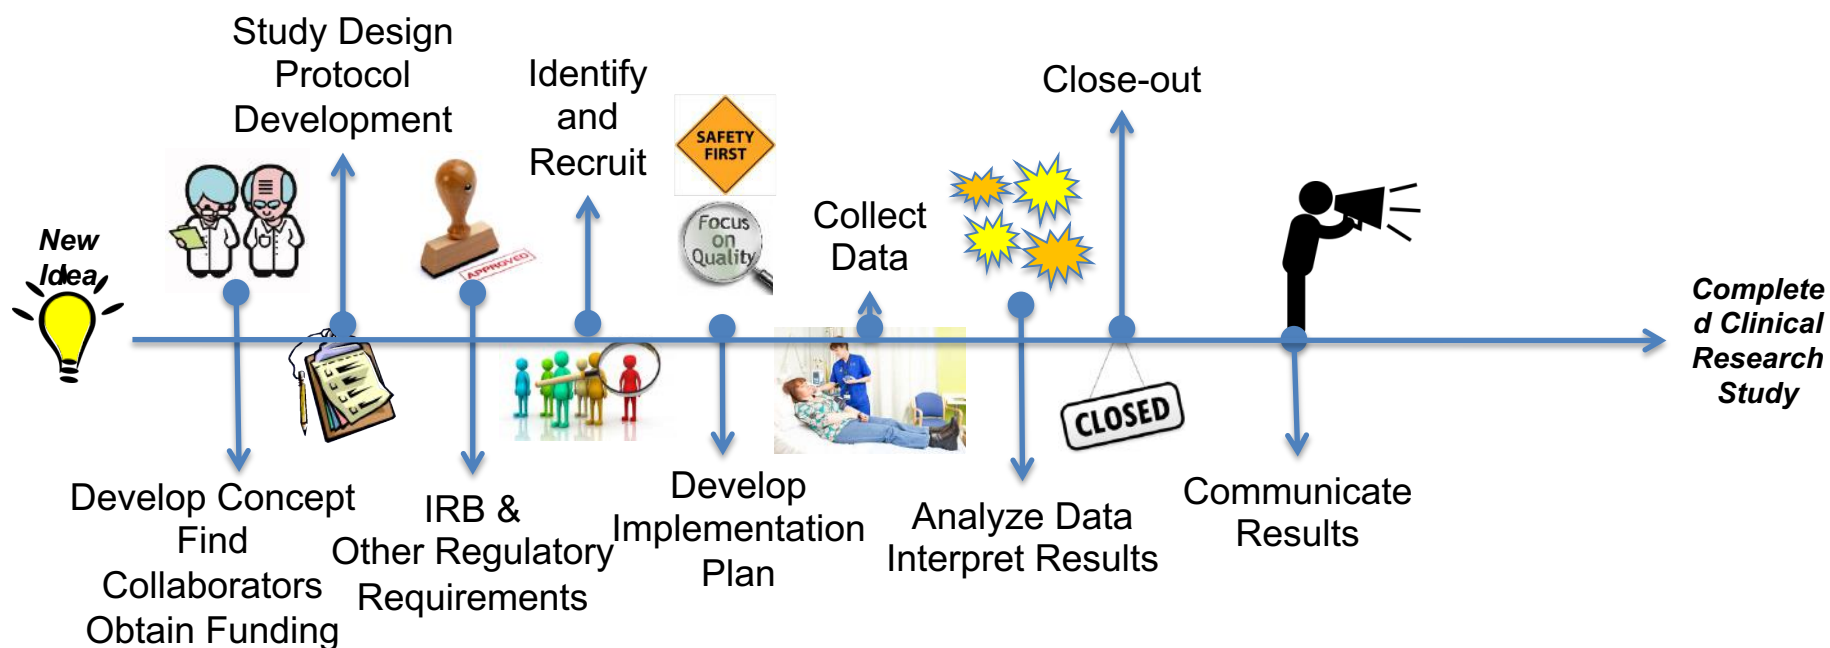 New
Idea
Study Design
Protocol
Development
Identify
and
Recruit
SAFETY
FIRST
Focus
on
Quality
Collect
Data
Close-out
APPROVED
CLOSED
Complete
d Clinical
Research
Study
Develop Concept
Find
Collaborators
Obtain Funding
IRB &
Other Regulatory
Requirements
Develop
Implementation
Plan
Analyze Data
Interpret Results
Communicate
Results